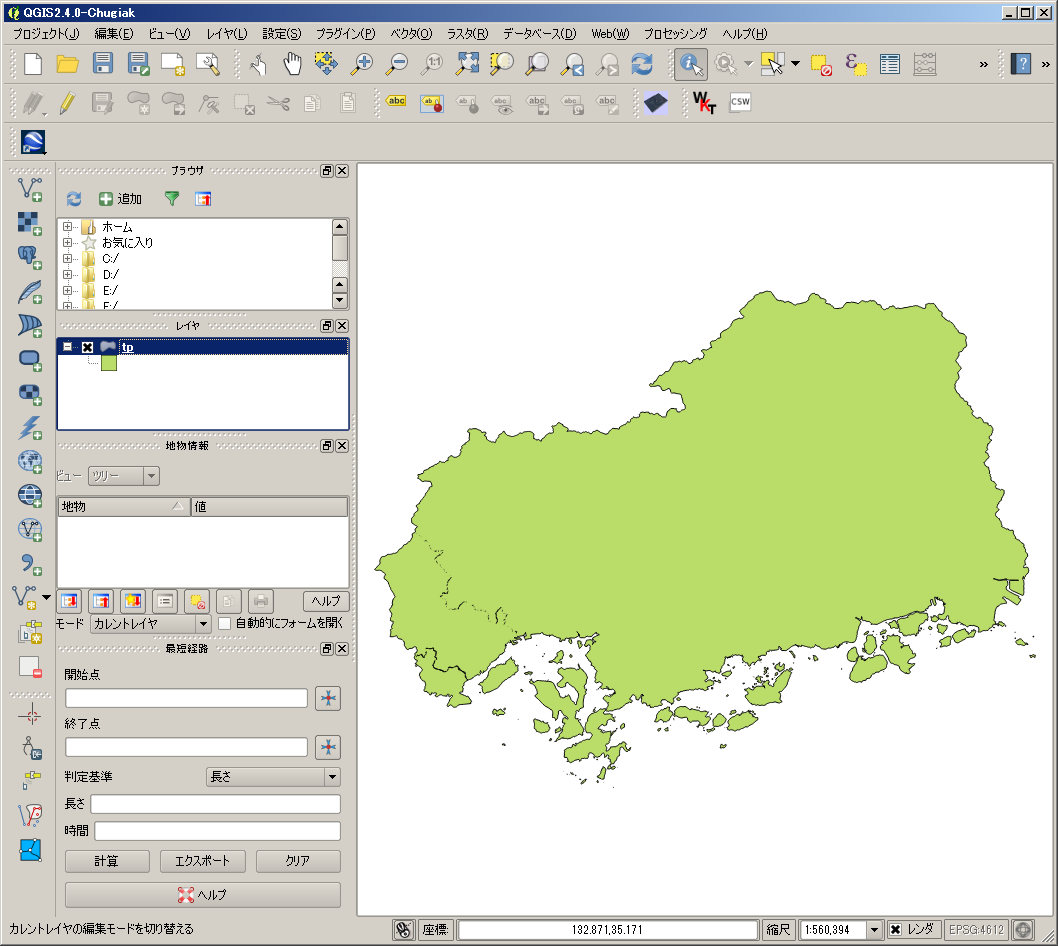 QGIS2.4.0-Chugiak
プロジェクト(J) 編集(E) ビュー(V) レイヤ(L) 設定(S) プラグイン(P) ベクタ(O) ラスタ(R) データベース(D) Web(W) プロセッシング ヘルプ(H)
1:1 ε » ? »
abc ab ab abc abc abc abc WKT CSW
ブラウザ
追加
ホーム
お気に入り
C:/
D:/
E:/
F:/
レイヤ
tp
地物情報
ビュー ツリー
地物 値
ヘルプ
モード カレントレイヤ 自動的にフォームを開く
最短経路
開始点
終了点
判定基準 長さ
長さ
時間
計算 エクスポート クリア
ヘルプ
カレントレイヤの編集モードを切り替える 座標: 132.871,35.171 縮尺 1:560,394 レンダ EPSG:4612